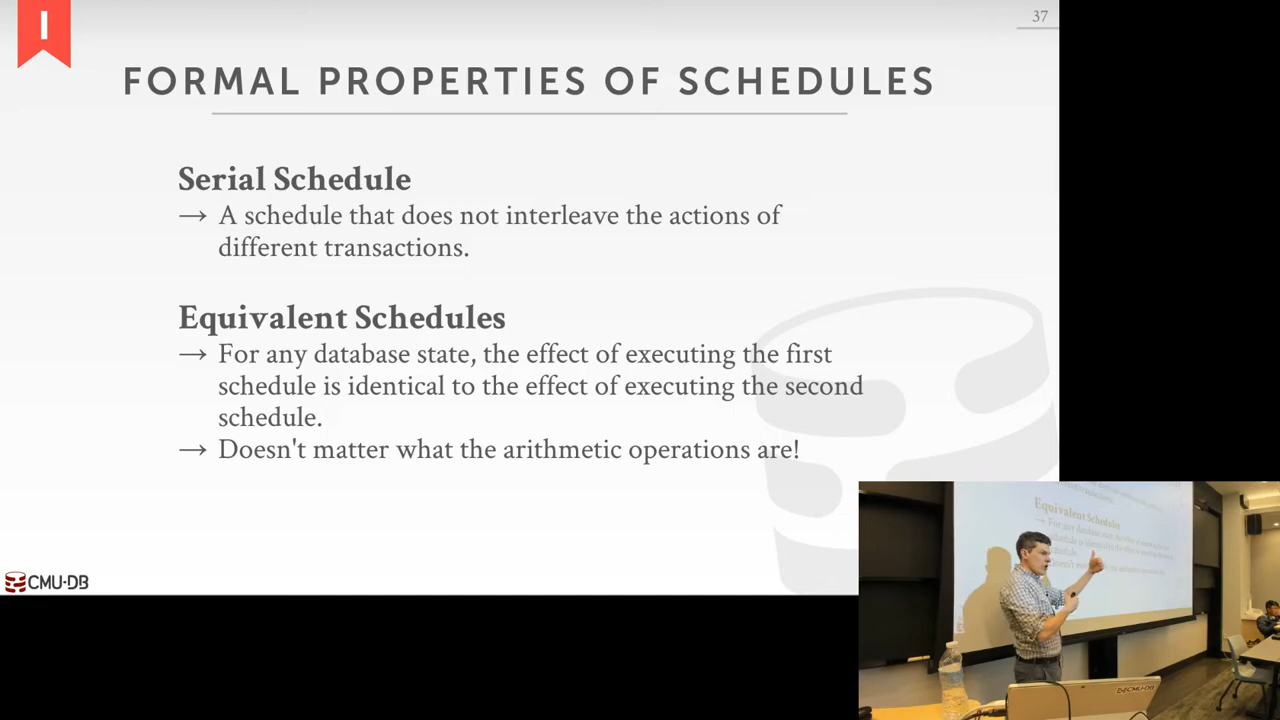 I
37
FORMAL PROPERTIES OF SCHEDULES
Serial Schedule
→ A schedule that does not interleave the actions of
different transactions.
Equivalent Schedules
→ For any database state, the effect of executing the first
schedule is identical to the effect of executing the second
schedule.
→ Doesn't matter what the arithmetic operations are!
CMU·DB
Equivalent Schedules
CMU·DB